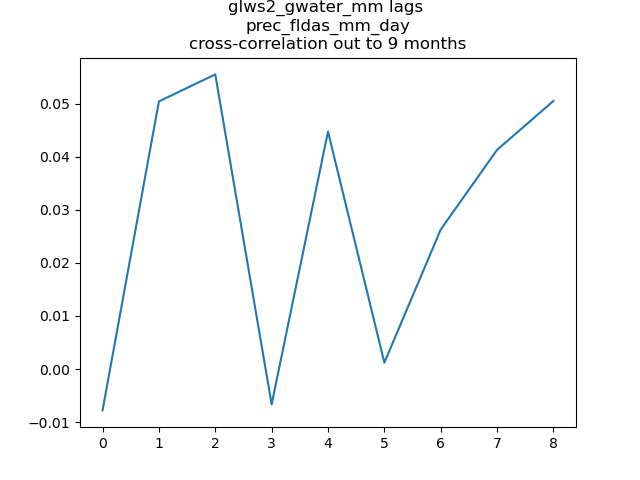 glws2_gwater_mm lags
prec_fldas_mm_day
cross-correlation out to 9 months
0.05
0.04
0.03
0.02
0.01
0.00
−0.01
0 1 2 3 4 5 6 7 8